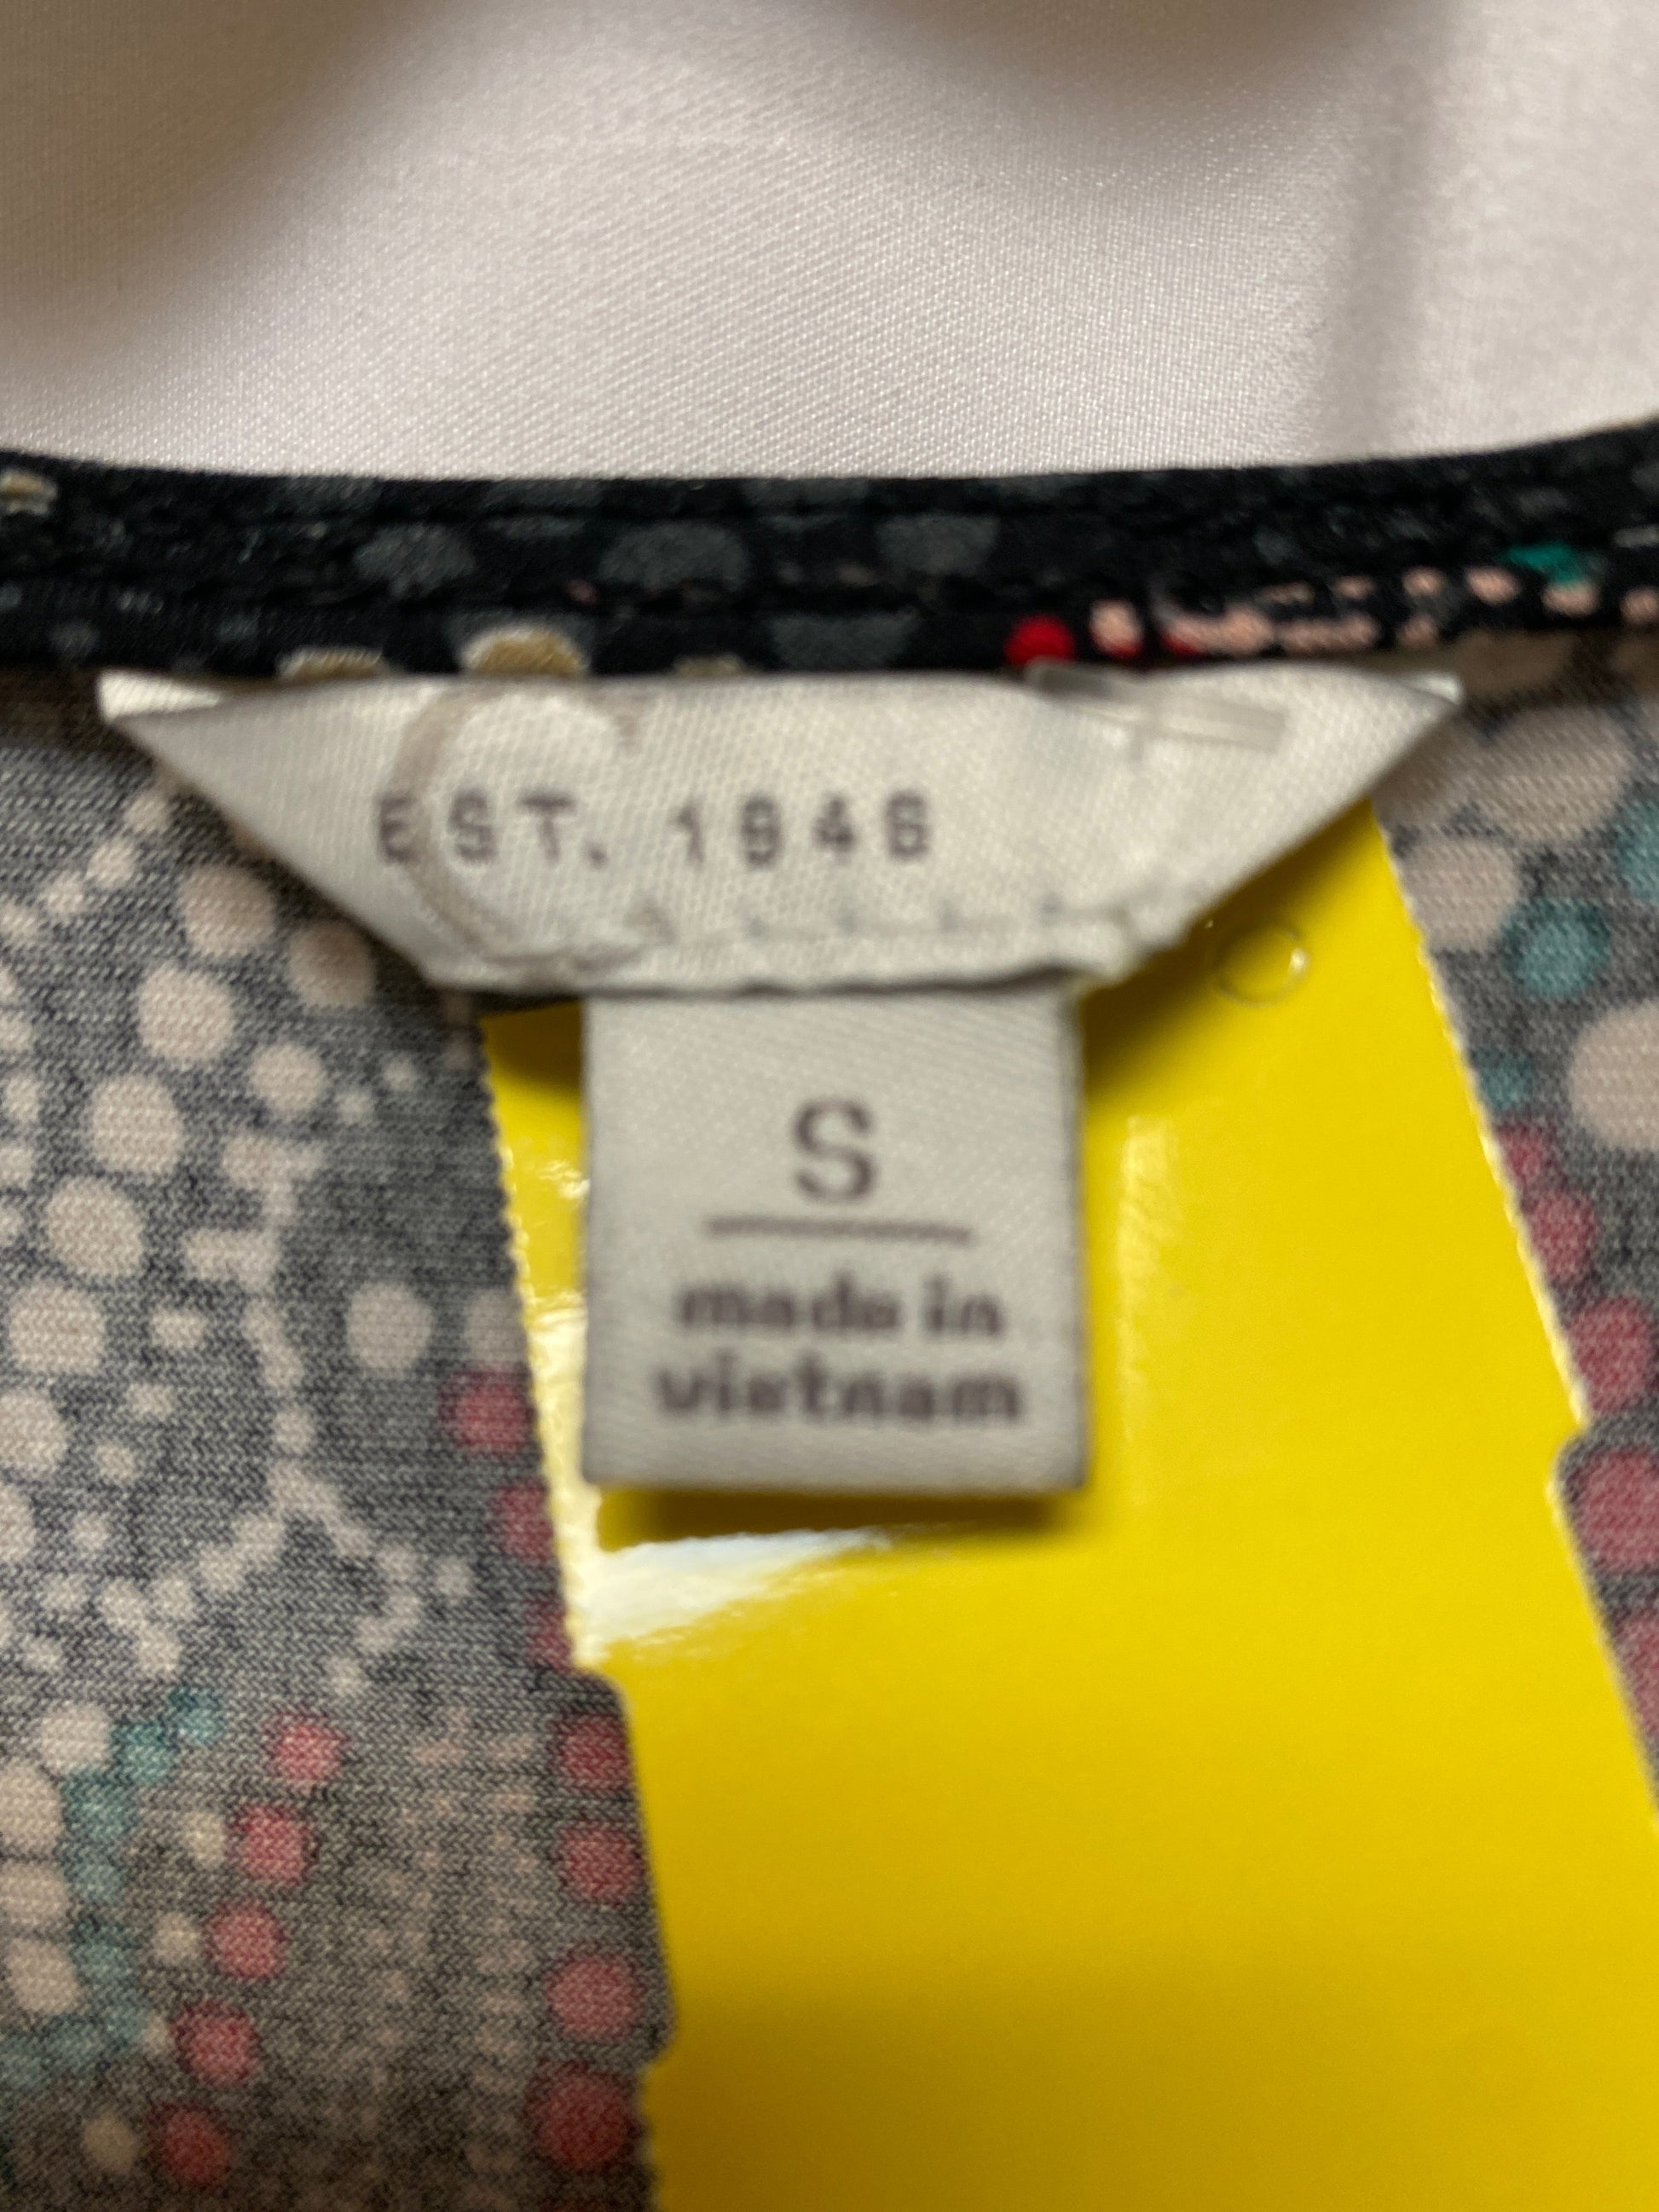 EST. 1946
S
made in
vietnam